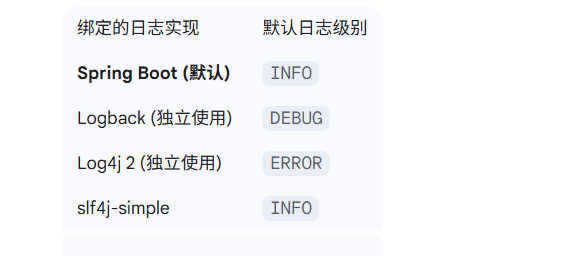 绑定的日志实现 默认日志级别
Spring Boot (默认) INFO
Logback (独立使用) DEBUG
Log4j 2 (独立使用) ERROR
slf4j-simple INFO